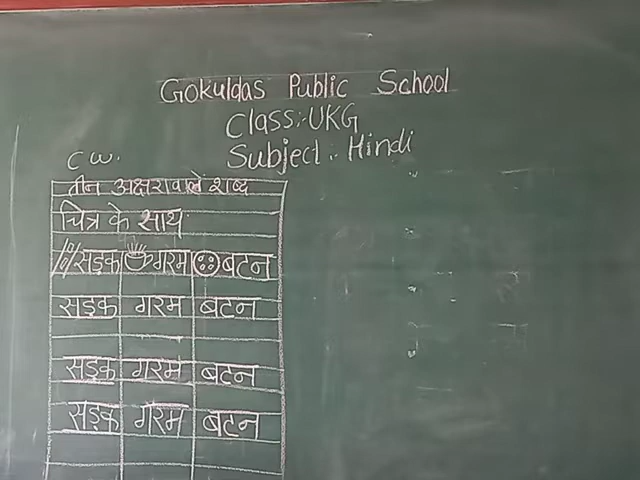 Gokuldas Public School
Class:-UKG
Subject:- Hindi
C W.
तीन अक्षरों वाले शब्द
चित्र के साथ
सड़क गरम बटन
सड़क गरम बटन
सड़क गरम बटन
सड़क गरम बटन